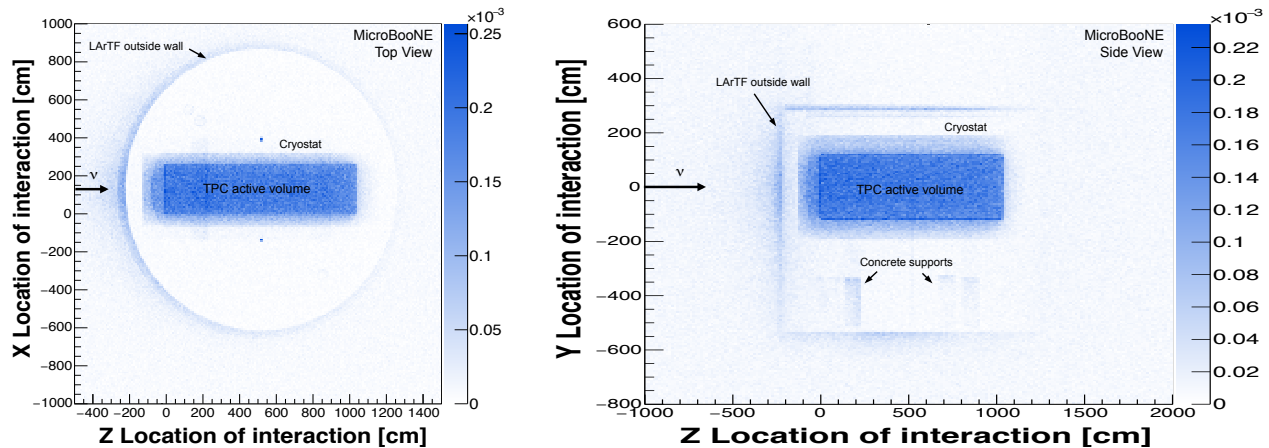 ×10⁻³
MicroBooNE
Top View
LArTF outside wall
Cryostat
ν
TPC active volume
X Location of interaction [cm]
1000
800
600
400
200
0
−200
−400
−600
−800
−1000
−400 −200 0 200 400 600 800 1000 1200 1400
Z Location of interaction [cm]
0.25
0.2
0.15
0.1
0.05
0
×10⁻³
MicroBooNE
Side View
LArTF outside wall
Cryostat
ν
TPC active volume
Concrete supports
Y Location of interaction [cm]
600
400
200
0
−200
−400
−600
−800
−1000 −500 0 500 1000 1500 2000
Z Location of interaction [cm]
0.22
0.2
0.18
0.16
0.14
0.12
0.1
0.08
0.06
0.04
0.02
0